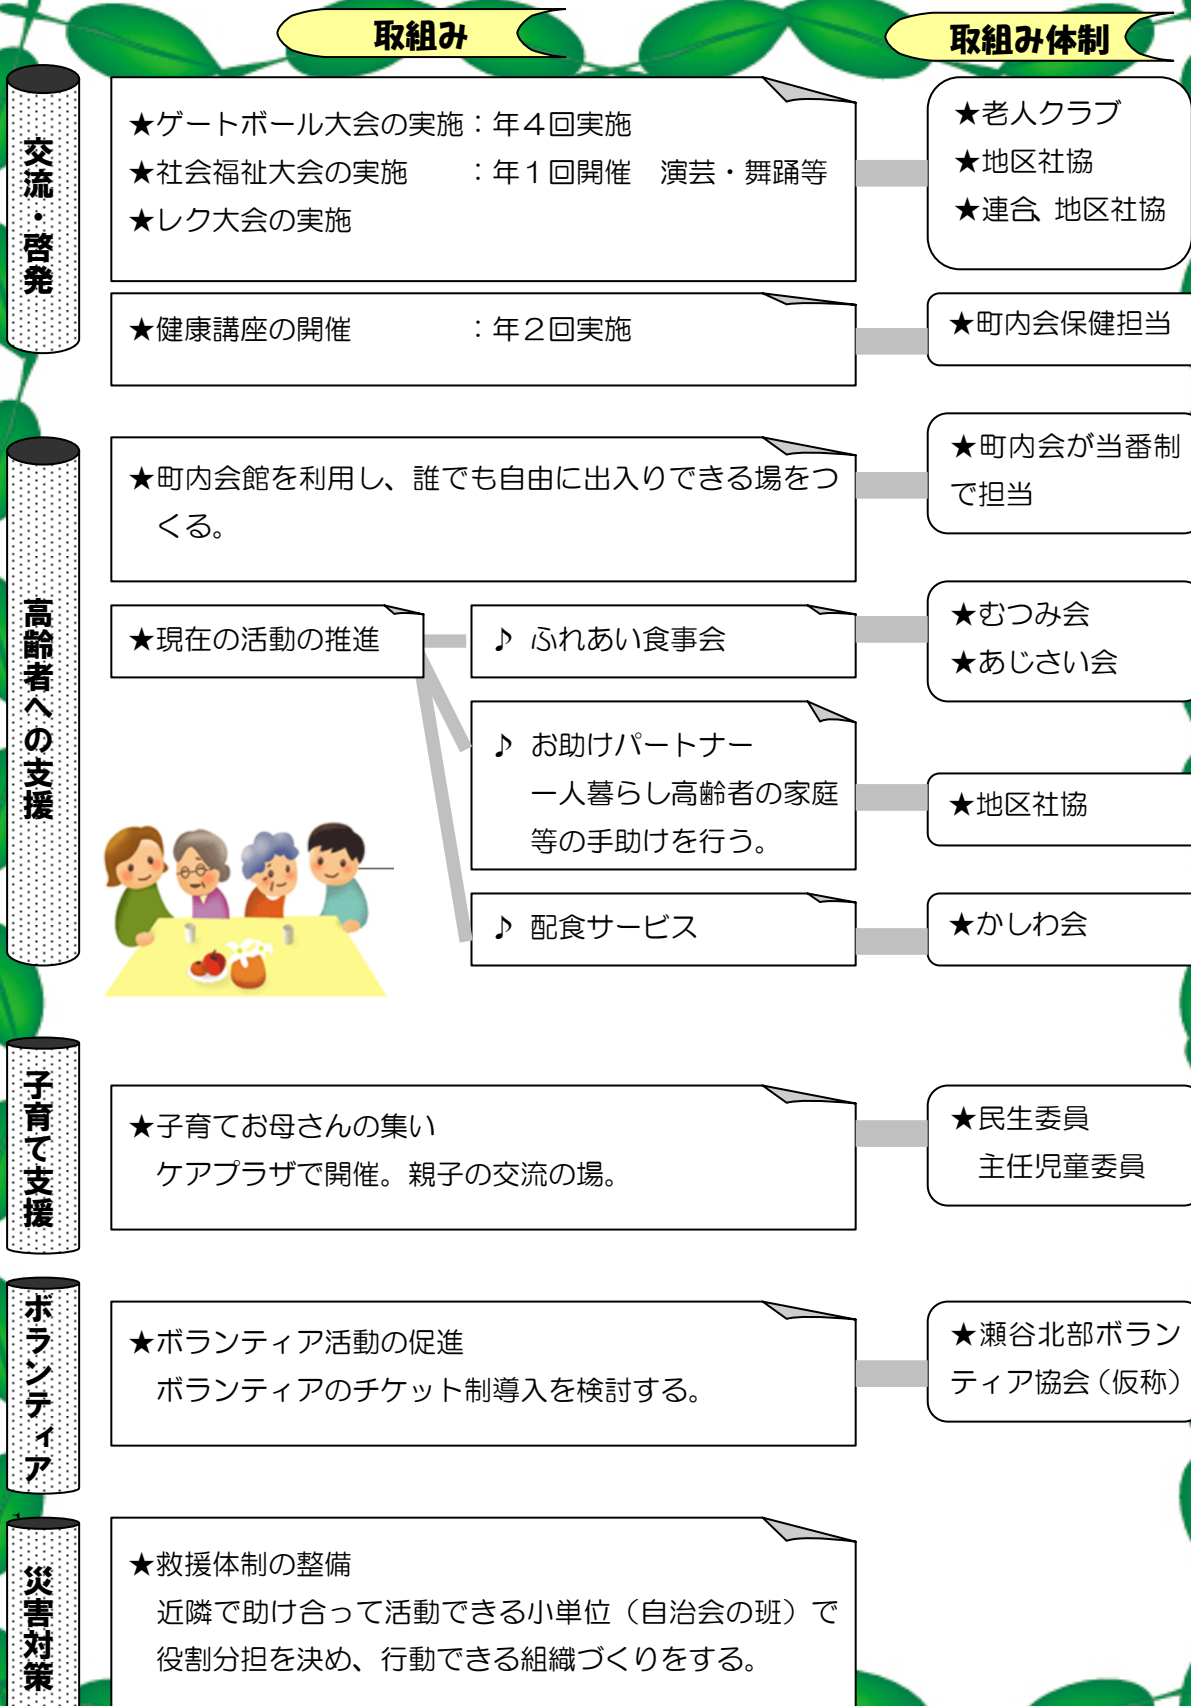 取組み
取組み体制
交流・啓発
★ゲートボール大会の実施：年４回実施
★社会福祉大会の実施　　：年１回開催　演芸・舞踊等
★レク大会の実施
★老人クラブ
★地区社協
★連合、地区社協
★健康講座の開催　　　　：年２回実施
★町内会保健担当
高齢者への支援
★町内会館を利用し、誰でも自由に出入りできる場をつ
くる。
★町内会が当番制
で担当
★現在の活動の推進
♪ ふれあい食事会
★むつみ会
★あじさい会
♪ お助けパートナー
一人暮らし高齢者の家庭
等の手助けを行う。
★地区社協
♪ 配食サービス
★かしわ会
子育て支援
★子育てお母さんの集い
ケアプラザで開催。親子の交流の場。
★民生委員
主任児童委員
ボランティア
★ボランティア活動の促進
ボランティアのチケット制導入を検討する。
★瀬谷北部ボラン
ティア協会（仮称）
災害対策
★救援体制の整備
近隣で助け合って活動できる小単位（自治会の班）で
役割分担を決め、行動できる組織づくりをする。